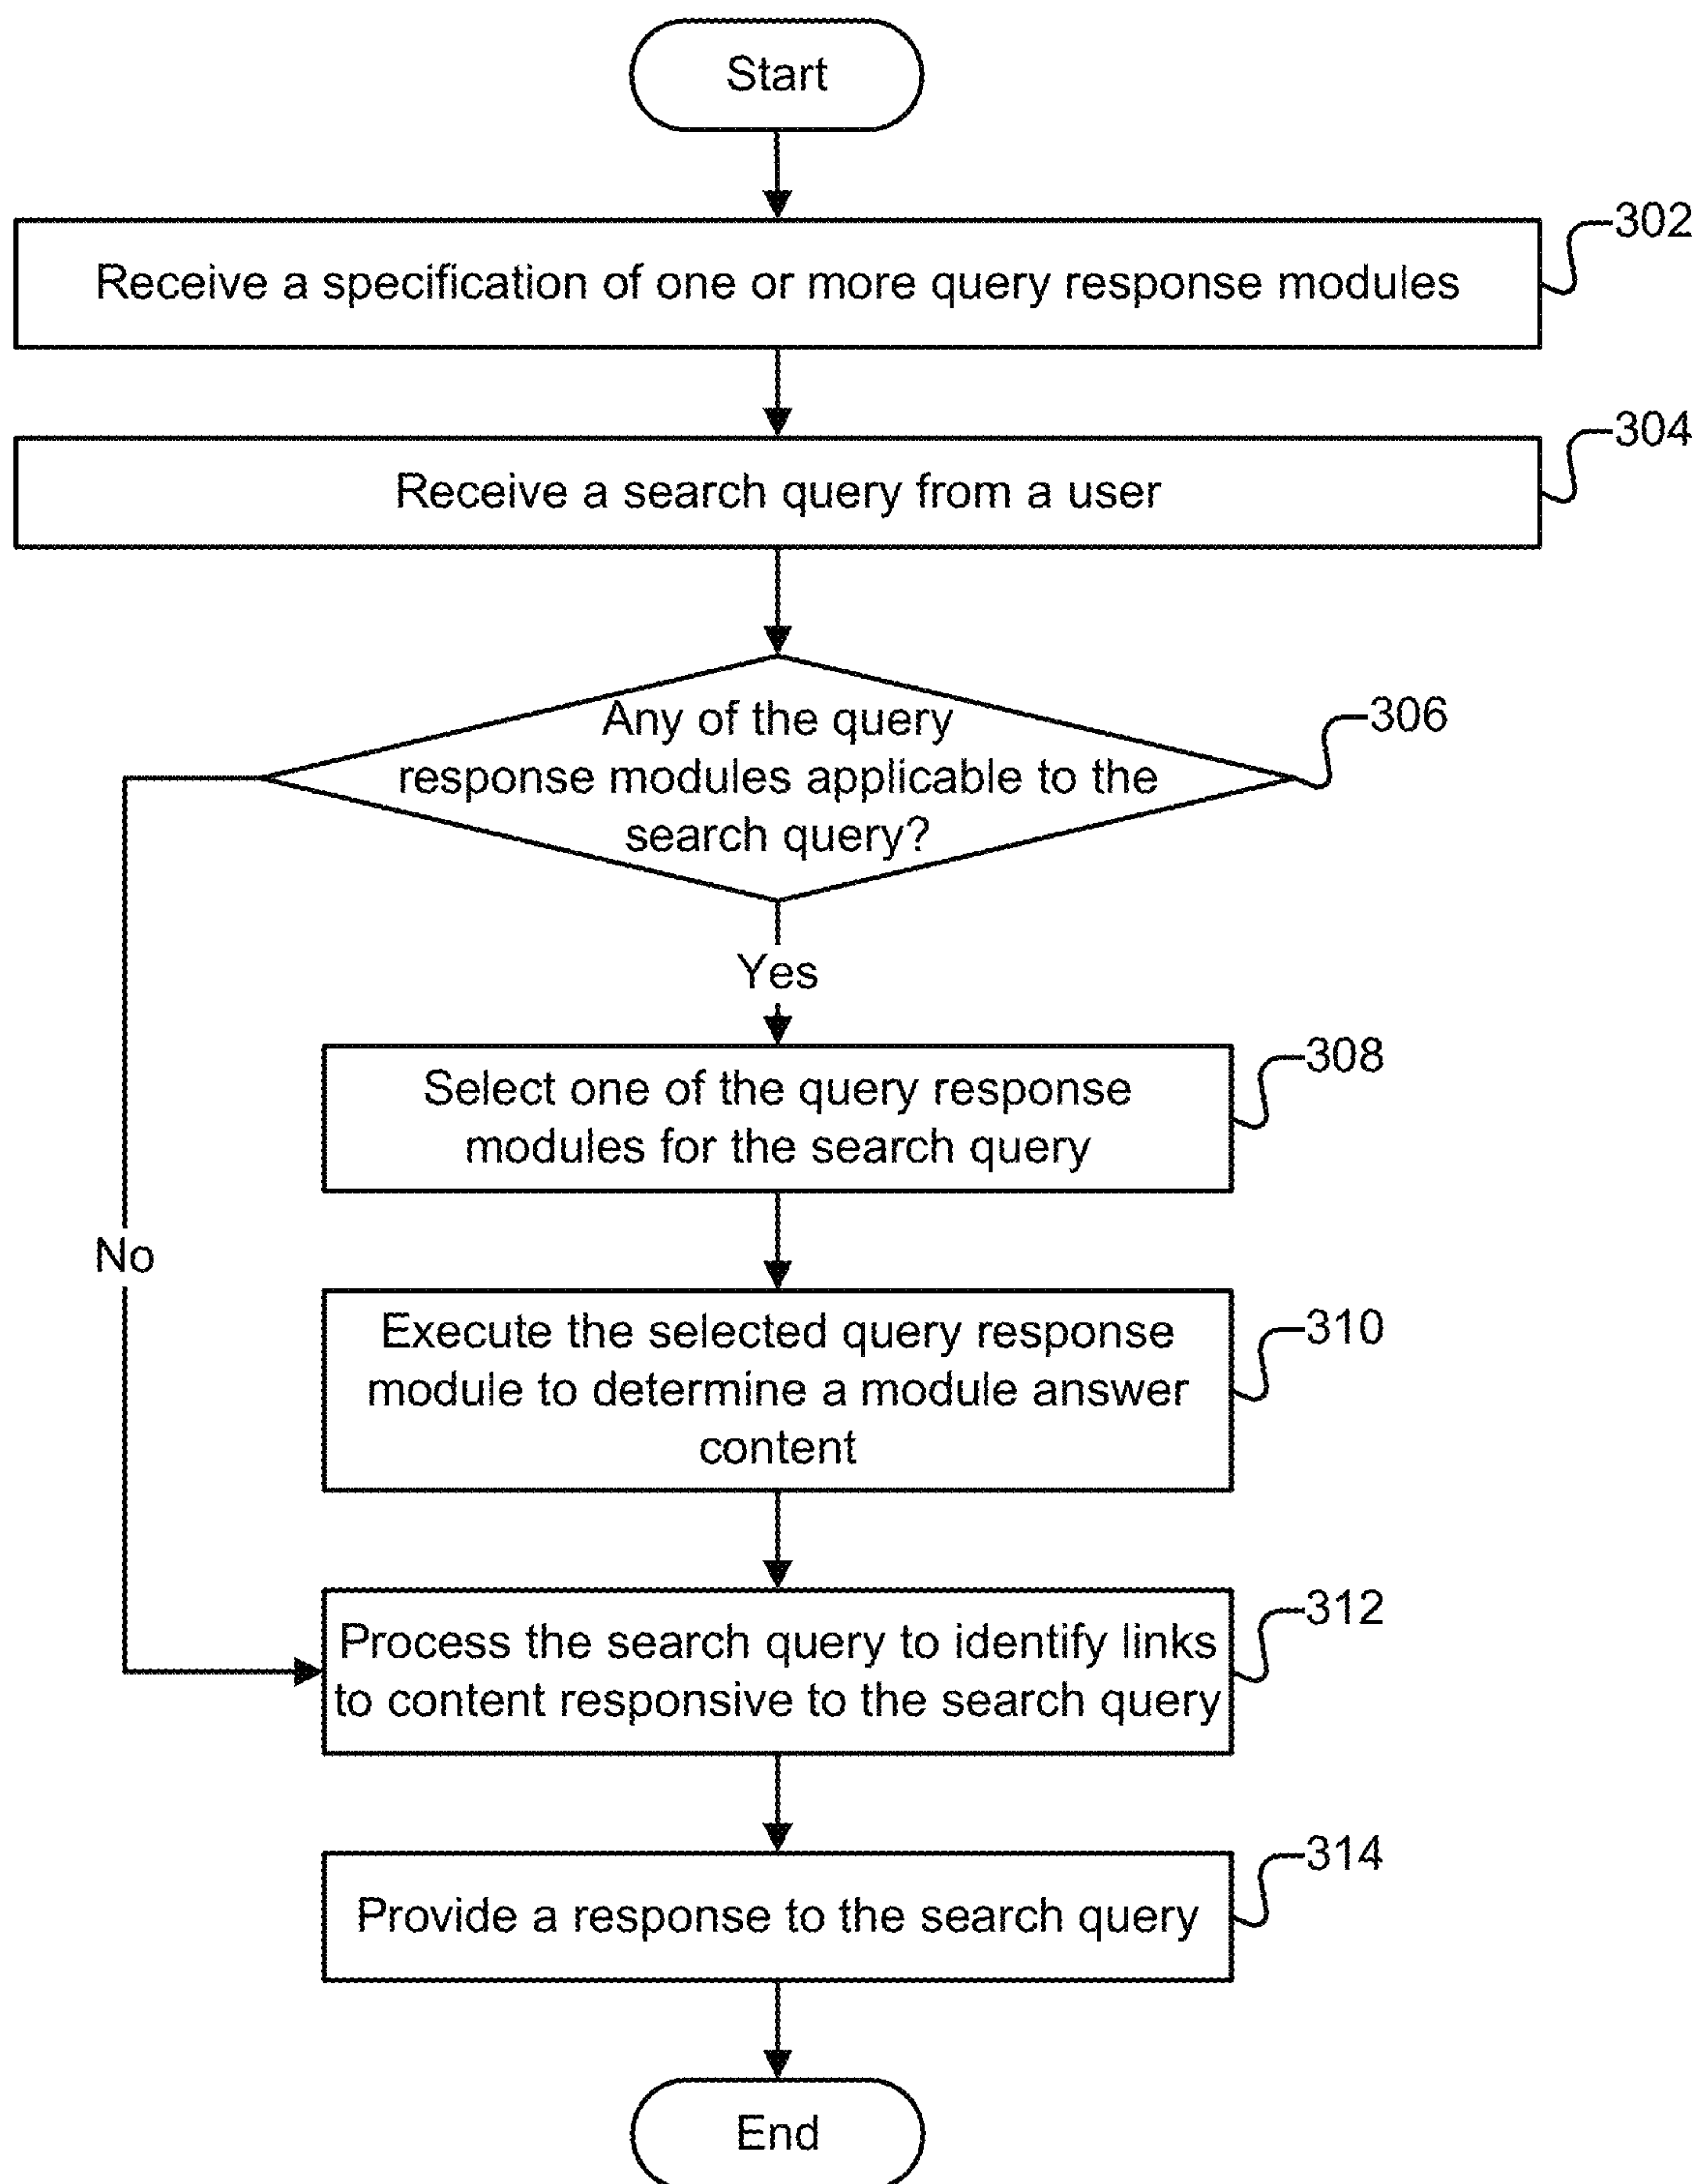 Start
302
Receive a specification of one or more query response modules
304
Receive a search query from a user
306
Any of the query
response modules applicable to the
search query?
Yes
308
Select one of the query response
modules for the search query
No
310
Execute the selected query response
module to determine a module answer
content
312
Process the search query to identify links
to content responsive to the search query
314
Provide a response to the search query
End